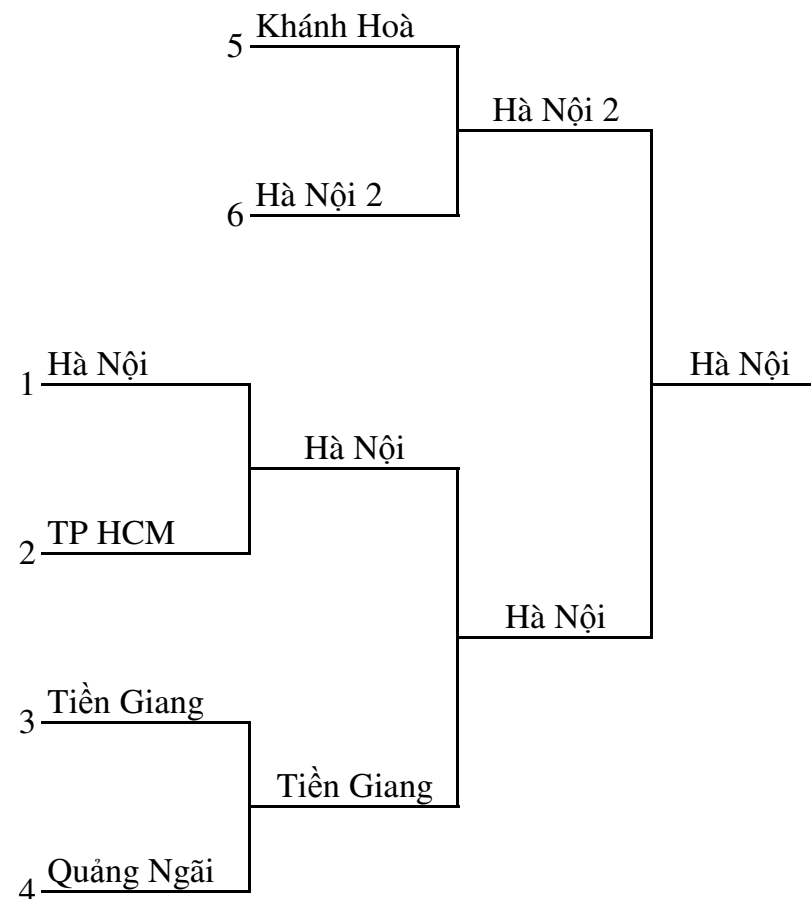 Khánh Hoà
5
Hà Nội 2
Hà Nội 2
6
Hà Nội
1
Hà Nội
Hà Nội
TP HCM
2
Hà Nội
Tiền Giang
3
Tiền Giang
Quảng Ngãi
4